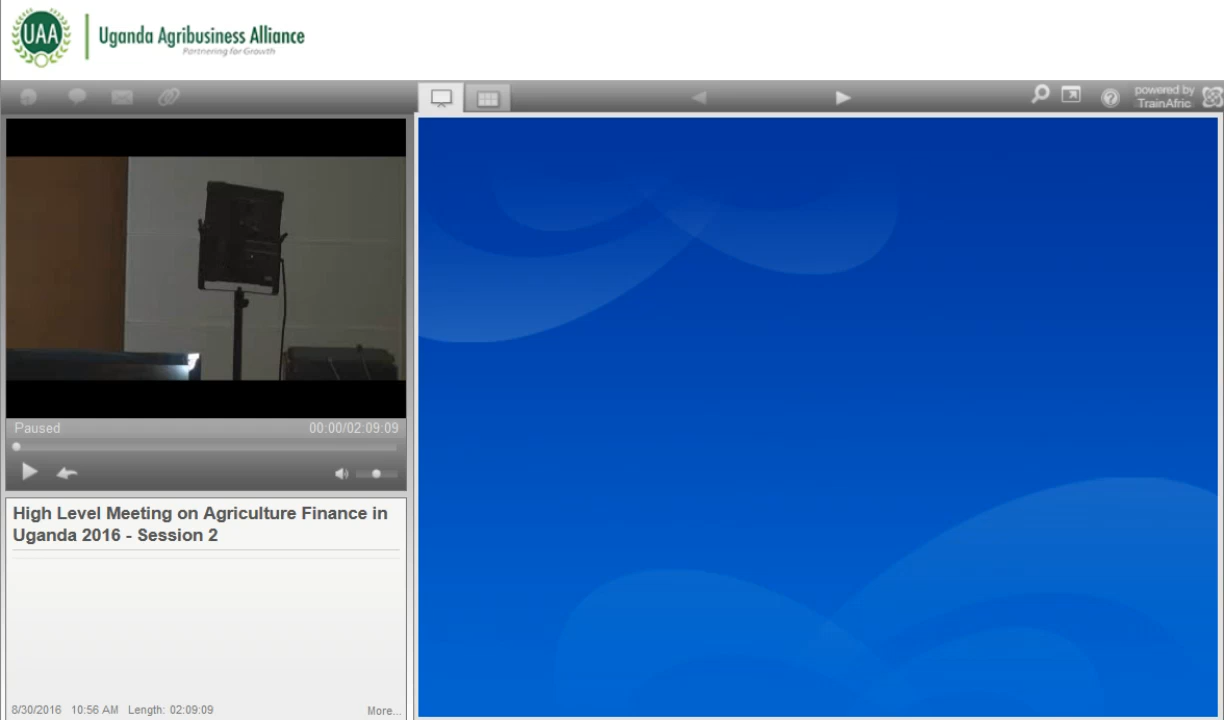 UAA
Uganda Agribusiness Alliance
Partnering for Growth
powered by
TrainAfric
Paused
00:00/02:09:09
High Level Meeting on Agriculture Finance in
Uganda 2016 - Session 2
8/30/2016 10:56 AM Length: 02:09:09
More...